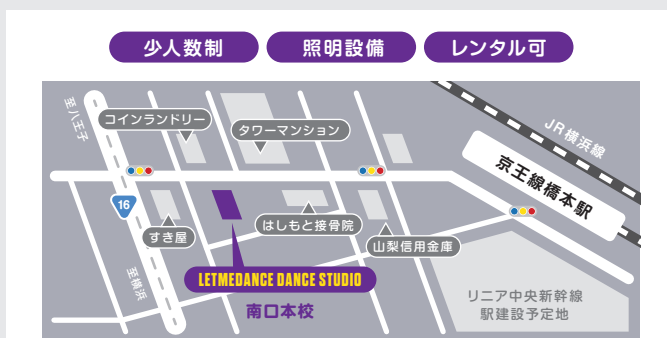 少人数制
照明設備
レンタル可
至八王子
コインランドリー
タワーマンション
JR横浜線
京王線橋本駅
16
すき屋
はしもと接骨院
山梨信用金庫
至横浜
LETMEDANCE DANCE STUDIO
南口本校
リニア中央新幹線
駅建設予定地